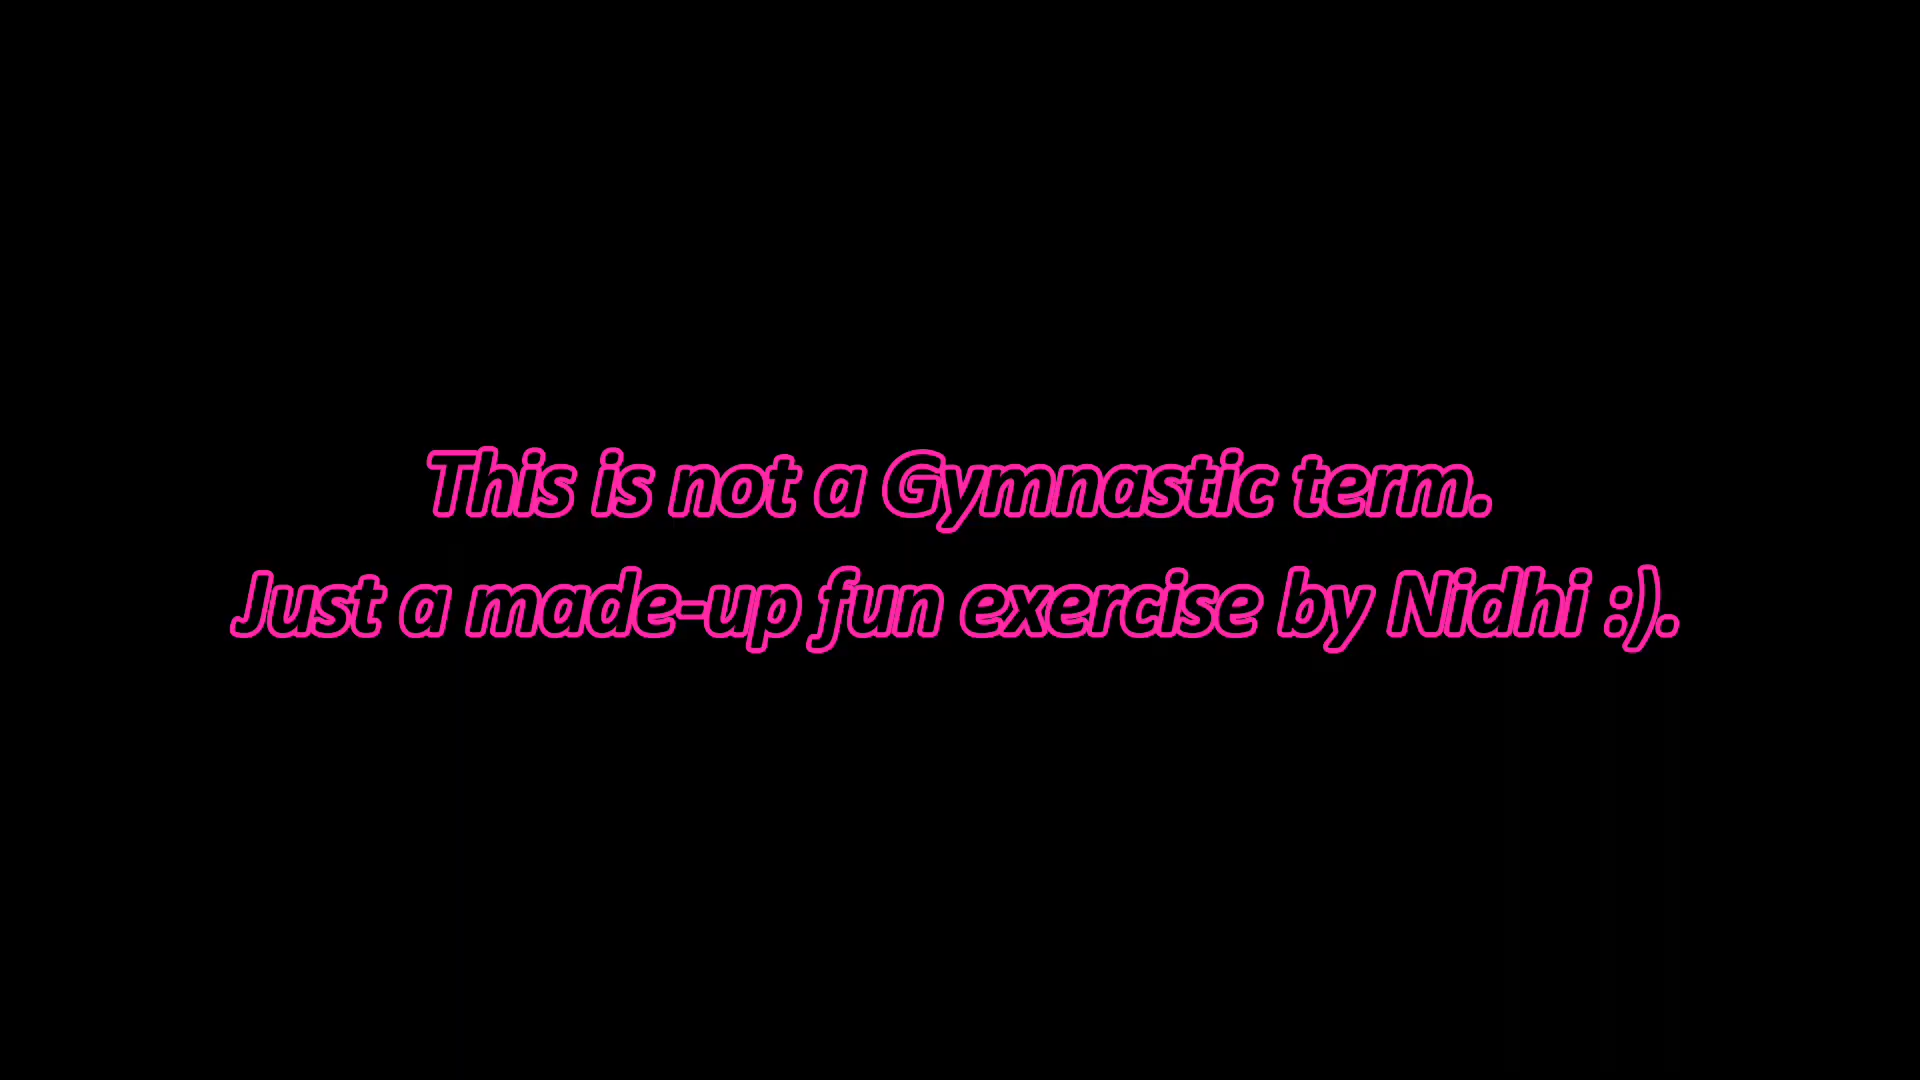 This is not a Gymnastic term.
Just a made-up fun exercise by Nidhi :).